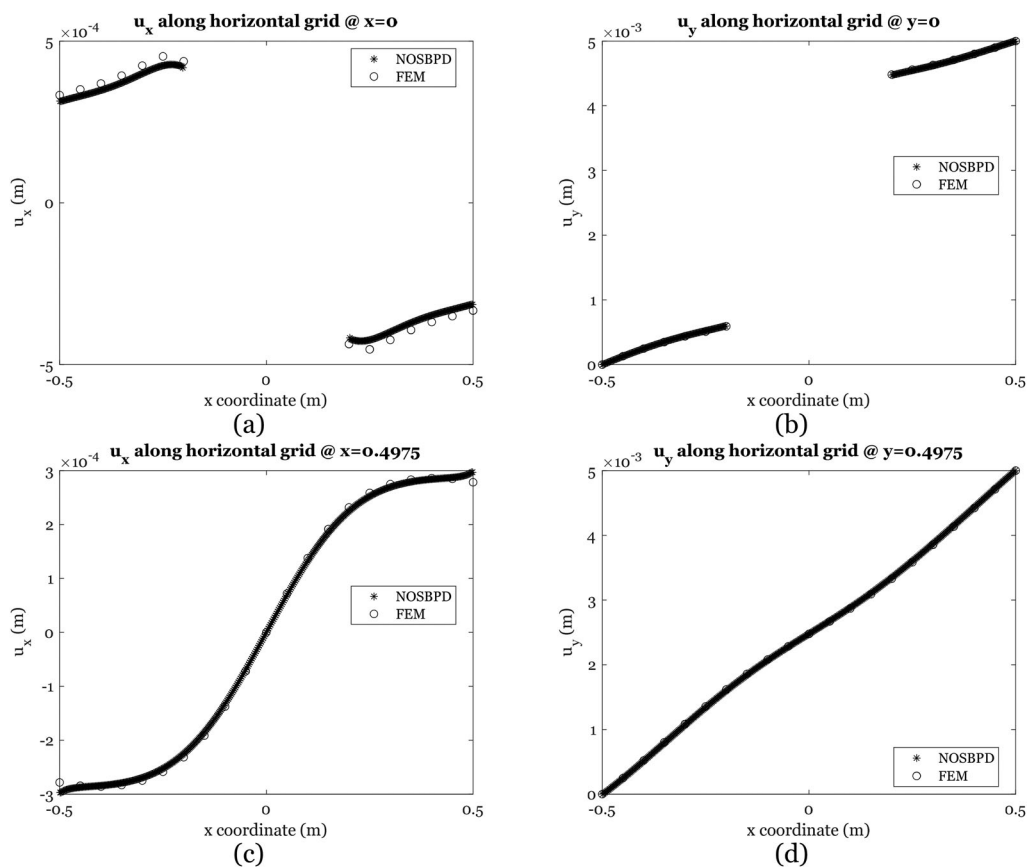 u_x along horizontal grid @ x=0
×10^-4
5
0
-5
u_x (m)
NOSBPD
FEM
-0.5
0
0.5
x coordinate (m)
(a)
u_y along horizontal grid @ y=0
×10^-3
5
4
3
2
1
0
u_y (m)
NOSBPD
FEM
-0.5
0
0.5
x coordinate (m)
(b)
u_x along horizontal grid @ x=0.4975
×10^-4
3
2
1
0
-1
-2
-3
u_x (m)
NOSBPD
FEM
-0.5
0
0.5
x coordinate (m)
(c)
u_y along horizontal grid @ y=0.4975
×10^-3
5
4
3
2
1
0
u_y (m)
NOSBPD
FEM
-0.5
0
0.5
x coordinate (m)
(d)